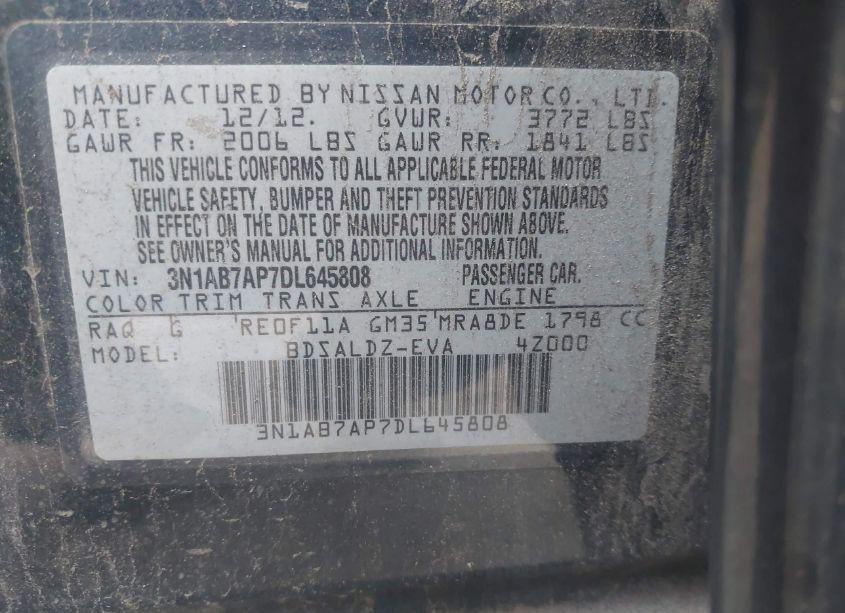 MANUFACTURED BY NISSAN MOTOR CO., LTD.
DATE: 12/12. GVWR: 3772 LBS
GAWR FR: 2006 LBS GAWR RR: 1841 LBS
THIS VEHICLE CONFORMS TO ALL APPLICABLE FEDERAL MOTOR
VEHICLE SAFETY, BUMPER AND THEFT PREVENTION STANDARDS
IN EFFECT ON THE DATE OF MANUFACTURE SHOWN ABOVE.
SEE OWNER'S MANUAL FOR ADDITIONAL INFORMATION.
VIN: 3N1AB7AP7DL645808 PASSENGER CAR.
COLOR TRIM TRANS AXLE ENGINE
RAQ G RE0F11A GM35 MRA8DE 1798 CC
MODEL: BDSALDZ-EVA 4Z000
3N1AB7AP7DL645808